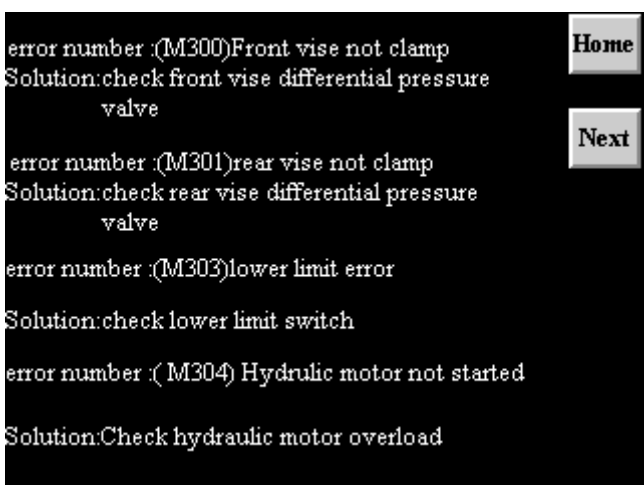 error number :(M300)Front vise not clamp
Home
Solution:check front vise differential pressure
valve
Next
error number :(M301)rear vise not clamp
Solution:check rear vise differential pressure
valve
error number :(M303)lower limit error
Solution:check lower limit switch
error number :( M304) Hydrulic motor not started
Solution:Check hydraulic motor overload